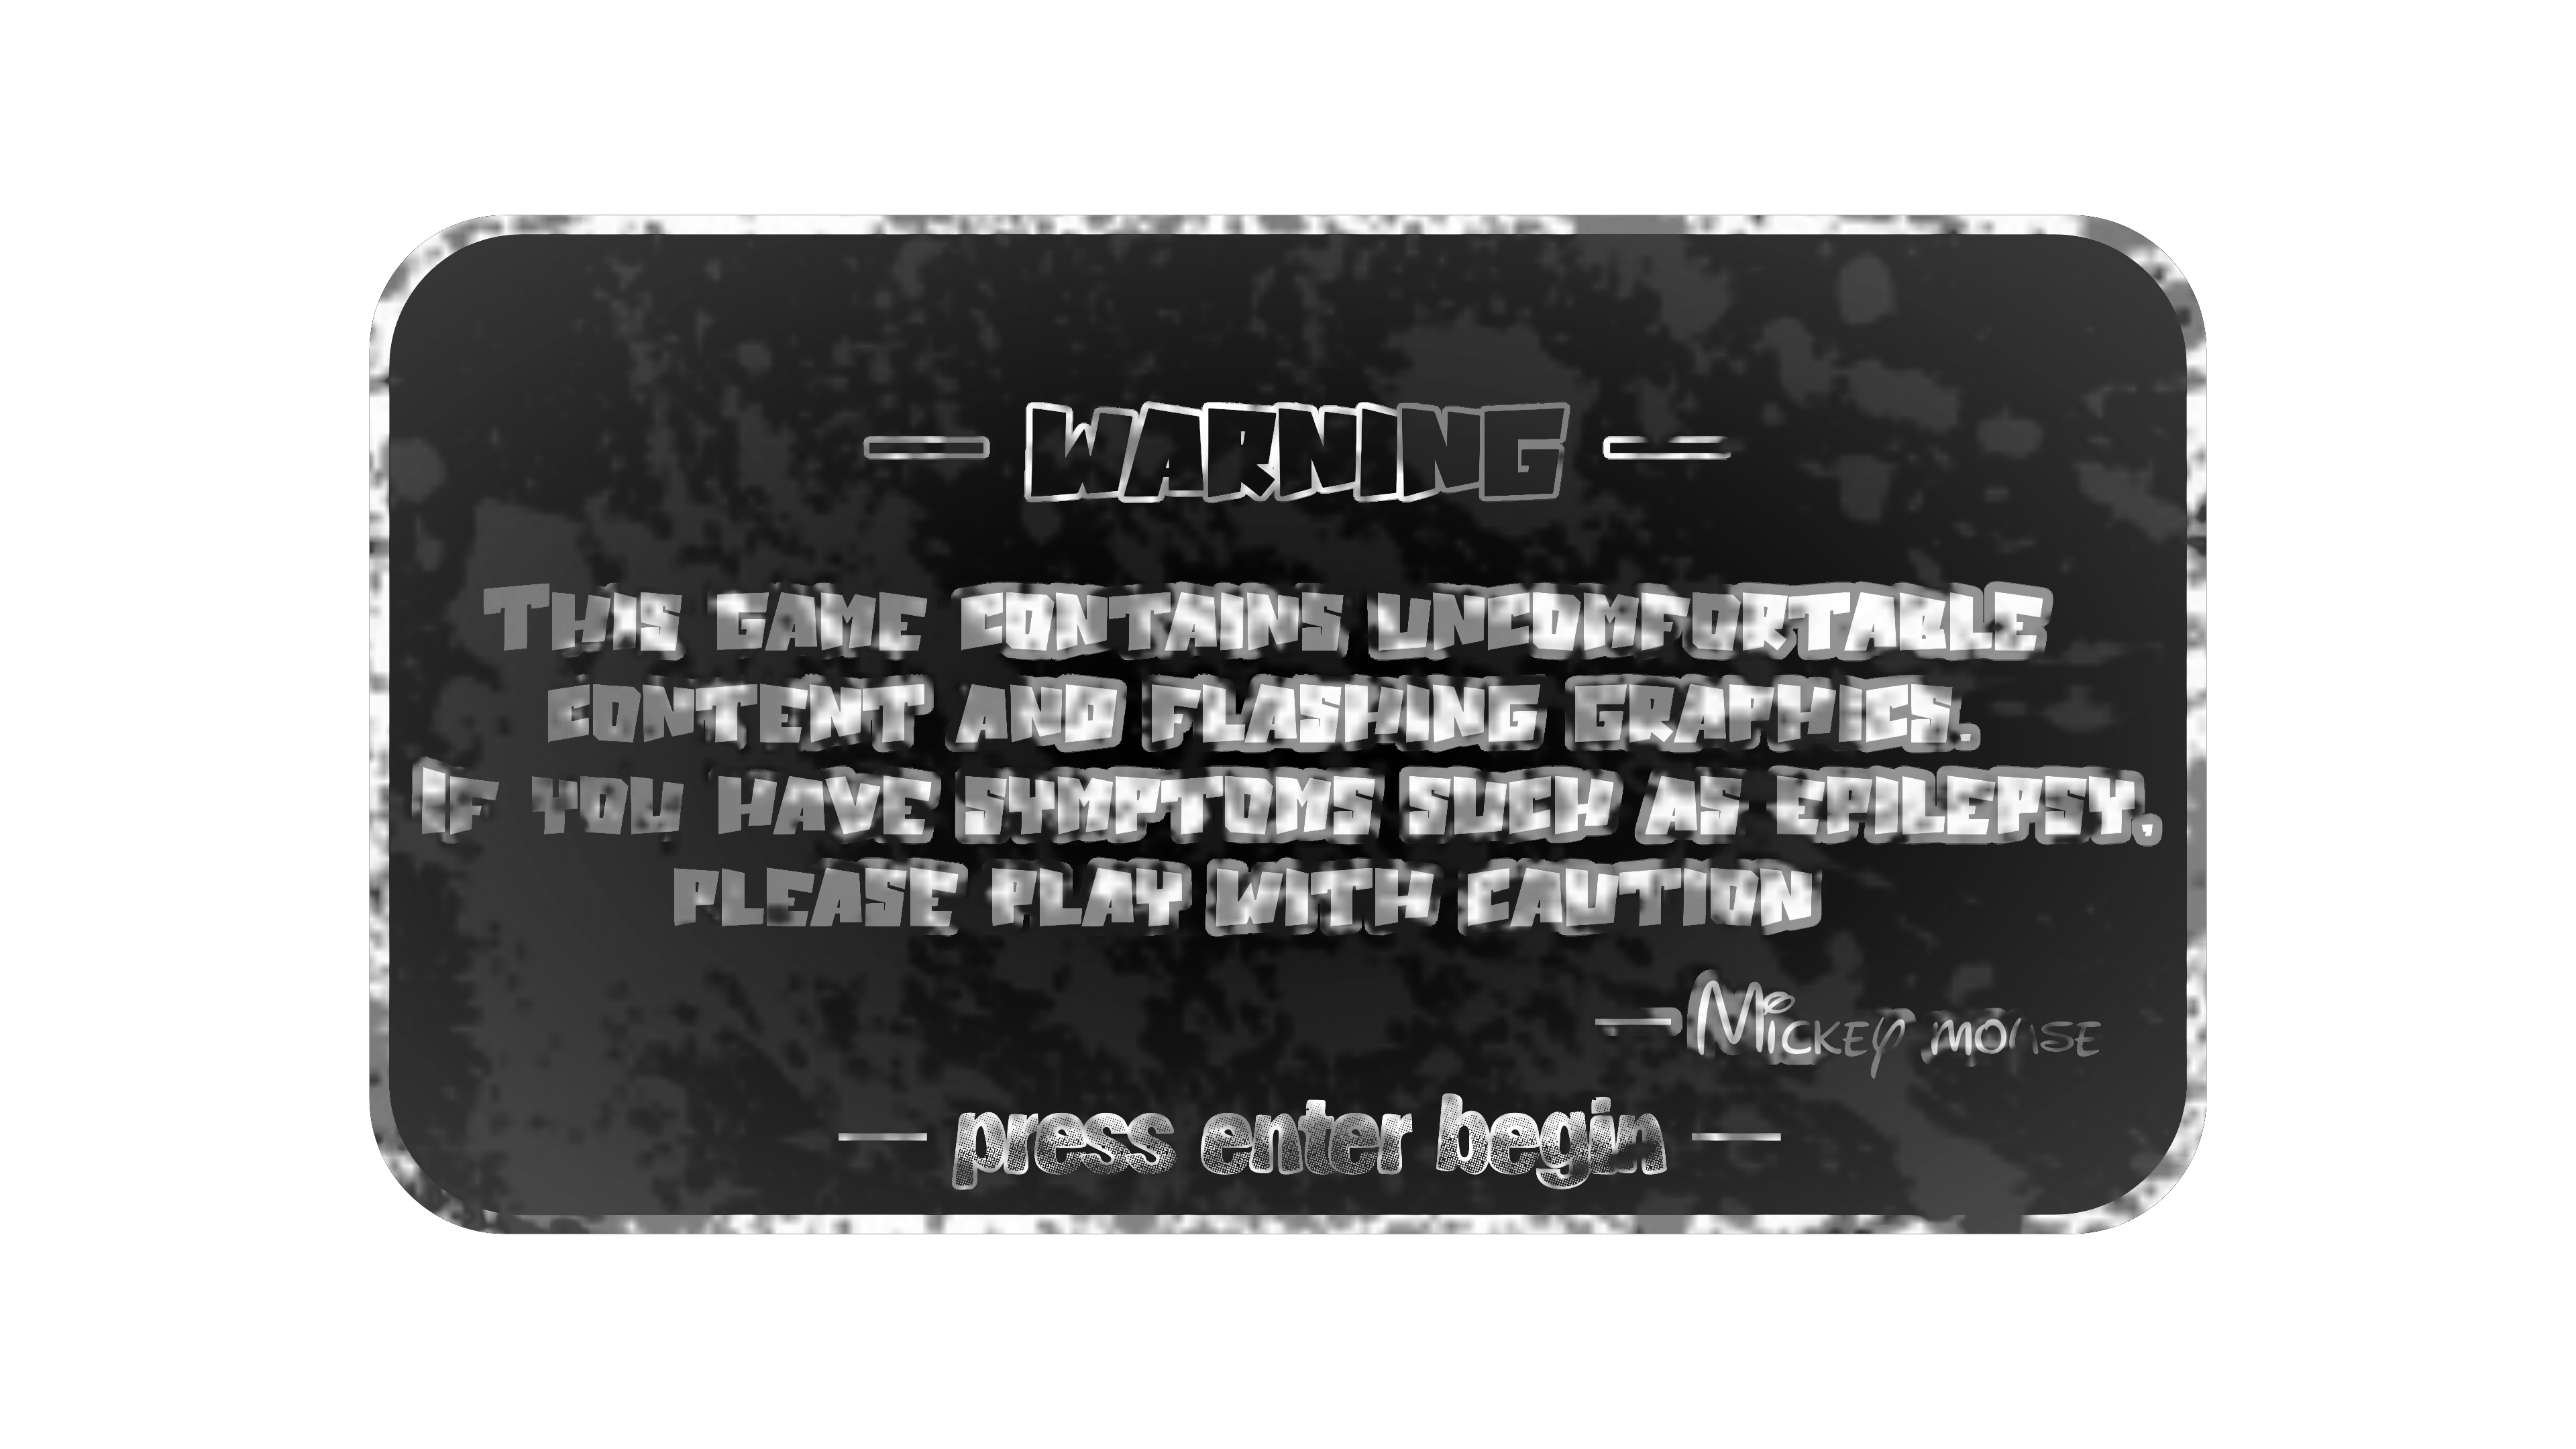 — WARNING —
This game contains uncomfortable
content and flashing graphics.
If you have symptoms such as epilepsy,
please play with caution
—Mickey mouse
— press enter begin —